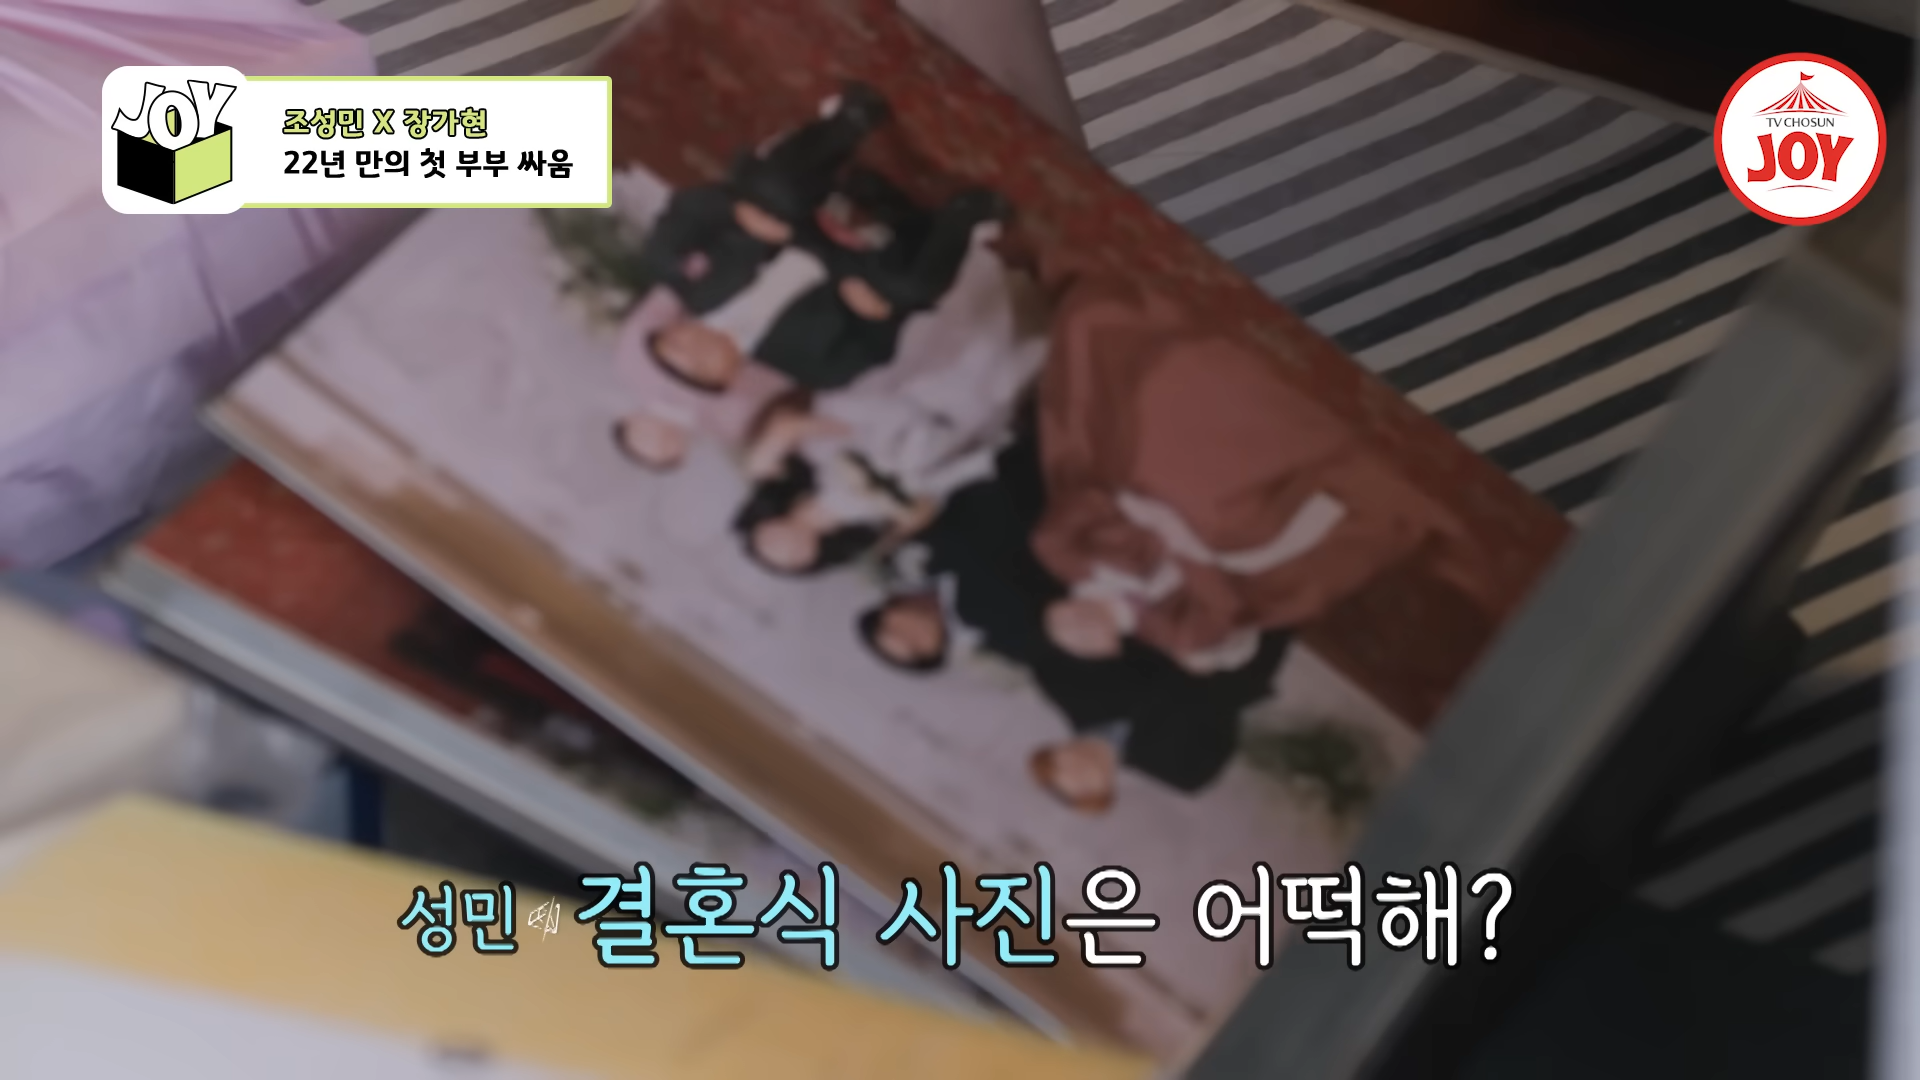 JOY
조성민 X 장가현
22년 만의 첫 부부 싸움
TV CHOSUN
JOY
성민 결혼식 사진은 어떡해?